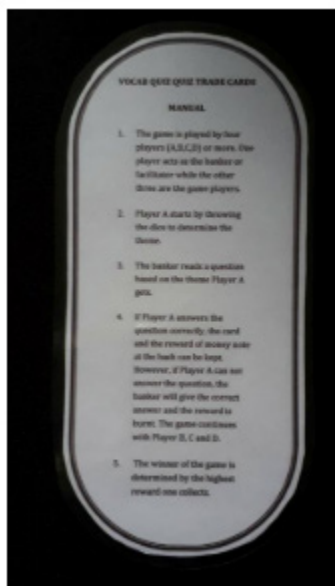 VOCAB QUIZ QUIZ TRADE CARDS
MANUAL
1. The game is played by four
players (A,B,C,D) or more. One
player acts as the banker or
facilitator while the other
three are the game players.
2. Player A starts by throwing
the dice to determine the
theme.
3. The banker reads a question
based on the theme Player A
gets.
4. If Player A answers the
question correctly, the card
and the reward of money note
at the back can be kept.
However, if Player A can not
answer the question, the
banker will give the correct
answer and the reward is
burnt. The game continues
with Player B, C and D.
5. The winner of the game is
determined by the highest
reward one collects.